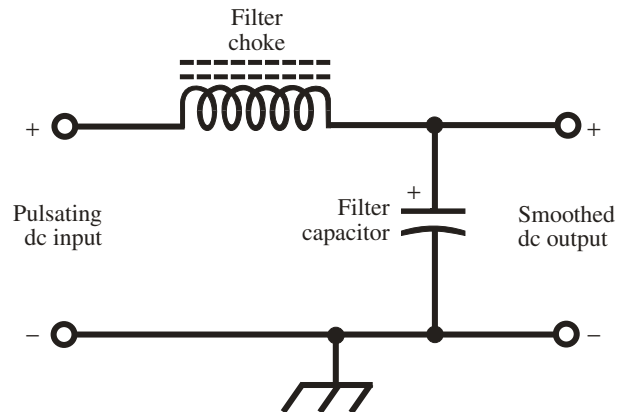 Filter
choke
+
+
Pulsating
dc input
+
Filter
capacitor
Smoothed
dc output
−
−